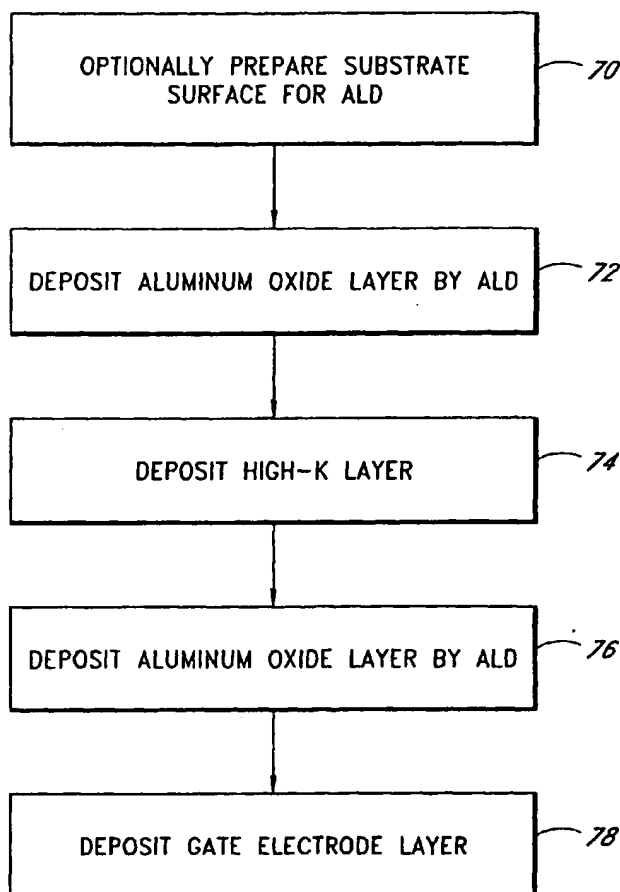 OPTIONALLY PREPARE SUBSTRATE
SURFACE FOR ALD
70
DEPOSIT ALUMINUM OXIDE LAYER BY ALD
72
DEPOSIT HIGH-K LAYER
74
DEPOSIT ALUMINUM OXIDE LAYER BY ALD
76
DEPOSIT GATE ELECTRODE LAYER
78